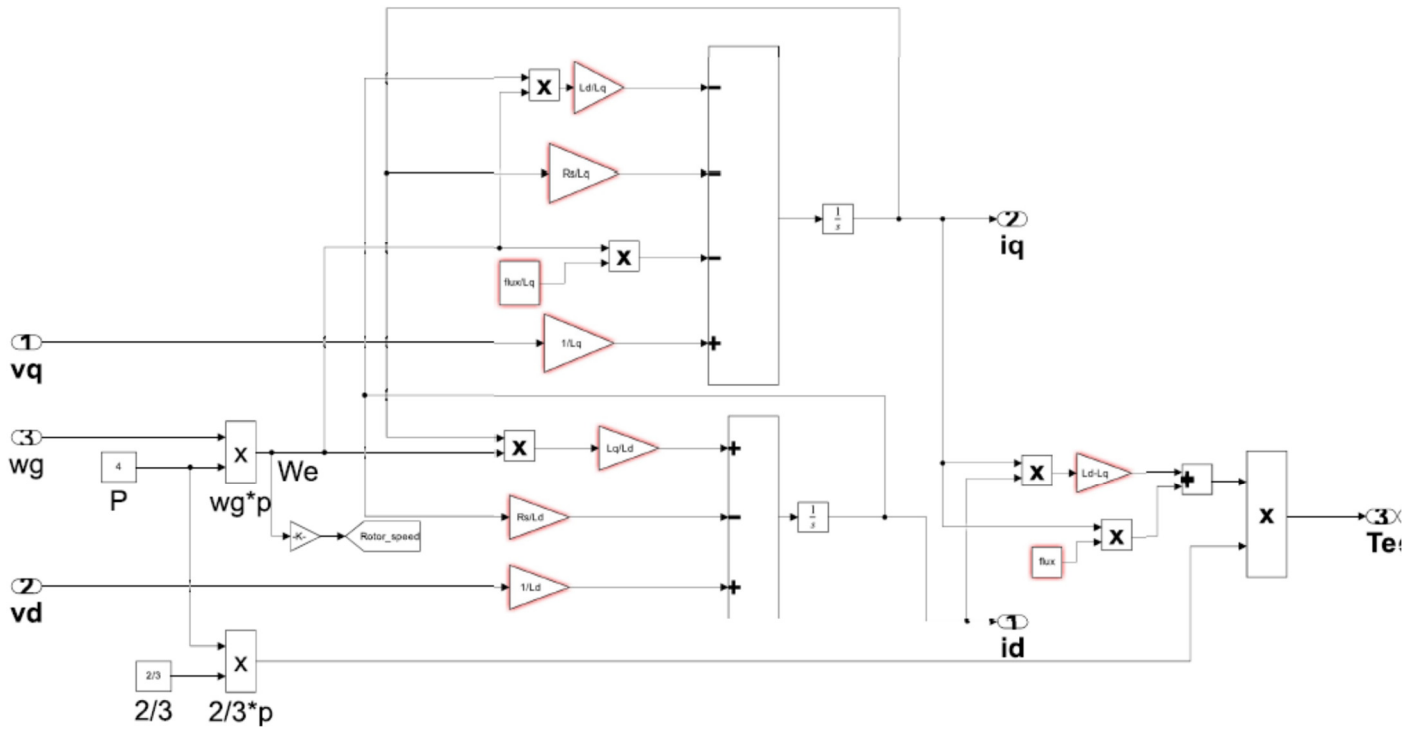 X
Ld/Lq
Rs/Lq
1
s
2
iq
X
flux/Lq
1
vq
1/Lq
3
wg
4
P
X
wg*p
We
X
Lq/Ld
X
Ld-Lq
-K-
Rotor_speed
Rs/Ld
1
s
X
flux
X
3
Te
2
vd
1/Ld
1
id
2/3
2/3
X
2/3*p